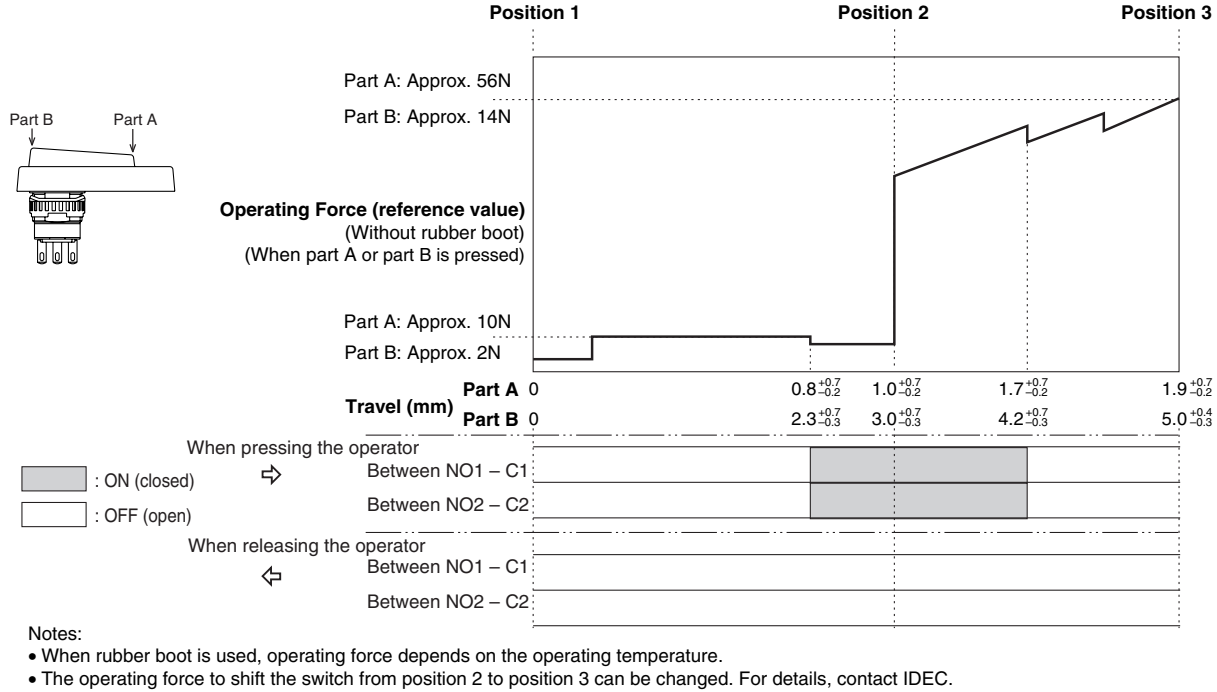 Position 1 Position 2 Position 3
Part A: Approx. 56N
Part B: Approx. 14N
Part B Part A
Operating Force (reference value)
(Without rubber boot)
(When part A or part B is pressed)
Part A: Approx. 10N
Part B: Approx. 2N
Part A 0 0.8+0.7−0.2 1.0+0.7−0.2 1.7+0.7−0.2 1.9+0.7−0.2
Travel (mm)
Part B 0 2.3+0.7−0.3 3.0+0.7−0.3 4.2+0.7−0.3 5.0+0.4−0.3
When pressing the operator
Between NO1 – C1
: ON (closed)
Between NO2 – C2
: OFF (open)
When releasing the operator
Between NO1 – C1
Between NO2 – C2
Notes:
• When rubber boot is used, operating force depends on the operating temperature.
• The operating force to shift the switch from position 2 to position 3 can be changed. For details, contact IDEC.